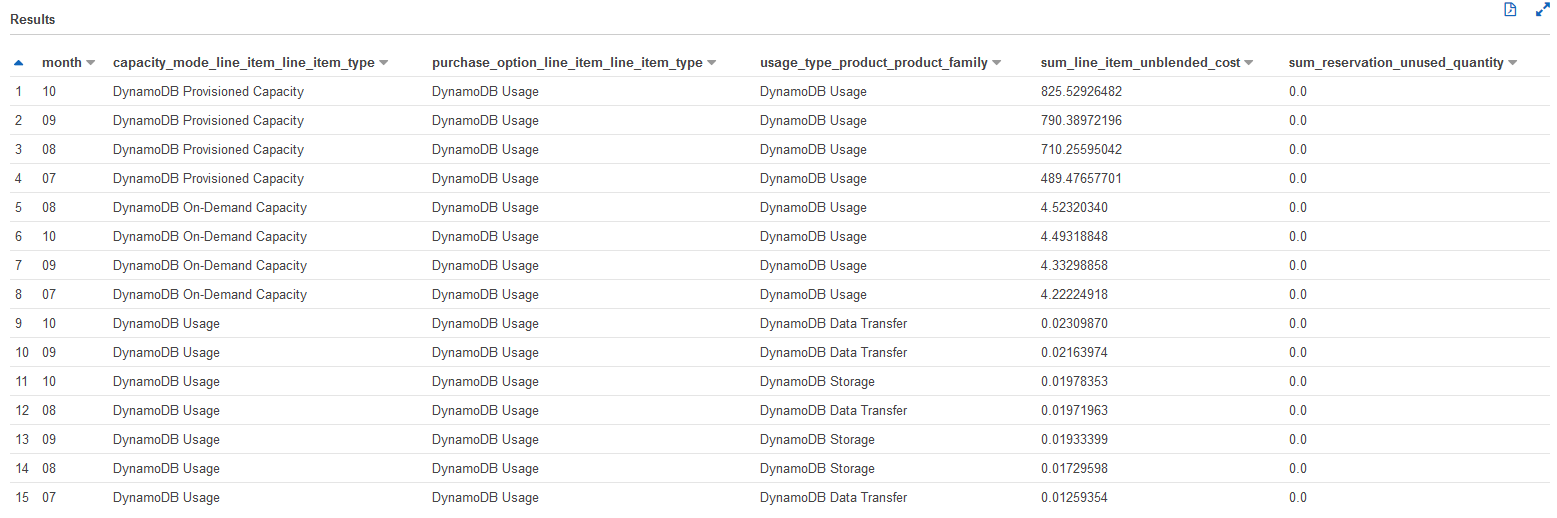 Results
month capacity_mode_line_item_line_item_type purchase_option_line_item_line_item_type usage_type_product_product_family sum_line_item_unblended_cost sum_reservation_unused_quantity
1 10 DynamoDB Provisioned Capacity DynamoDB Usage DynamoDB Usage 825.52926482 0.0
2 09 DynamoDB Provisioned Capacity DynamoDB Usage DynamoDB Usage 790.38972196 0.0
3 08 DynamoDB Provisioned Capacity DynamoDB Usage DynamoDB Usage 710.25595042 0.0
4 07 DynamoDB Provisioned Capacity DynamoDB Usage DynamoDB Usage 489.47657701 0.0
5 08 DynamoDB On-Demand Capacity DynamoDB Usage DynamoDB Usage 4.52320340 0.0
6 10 DynamoDB On-Demand Capacity DynamoDB Usage DynamoDB Usage 4.49318848 0.0
7 09 DynamoDB On-Demand Capacity DynamoDB Usage DynamoDB Usage 4.33298858 0.0
8 07 DynamoDB On-Demand Capacity DynamoDB Usage DynamoDB Usage 4.22224918 0.0
9 10 DynamoDB Usage DynamoDB Usage DynamoDB Data Transfer 0.02309870 0.0
10 09 DynamoDB Usage DynamoDB Usage DynamoDB Data Transfer 0.02163974 0.0
11 10 DynamoDB Usage DynamoDB Usage DynamoDB Storage 0.01978353 0.0
12 08 DynamoDB Usage DynamoDB Usage DynamoDB Data Transfer 0.01971963 0.0
13 09 DynamoDB Usage DynamoDB Usage DynamoDB Storage 0.01933399 0.0
14 08 DynamoDB Usage DynamoDB Usage DynamoDB Storage 0.01729598 0.0
15 07 DynamoDB Usage DynamoDB Usage DynamoDB Data Transfer 0.01259354 0.0